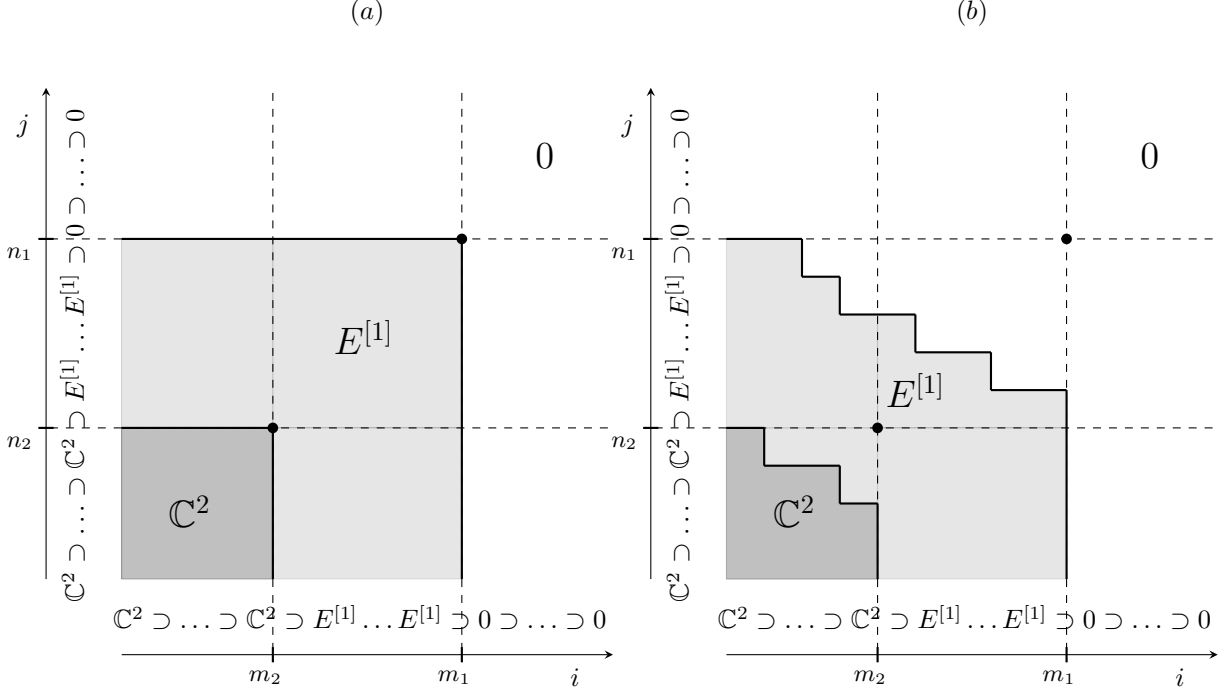 (a)
j
0
n₁
E^{[1]}
n₂
ℂ²
ℂ² ⊃ … ⊃ ℂ² ⊃ E^{[1]} … E^{[1]} ⊃ 0 ⊃ … ⊃ 0
ℂ² ⊃ … ⊃ ℂ² ⊃ E^{[1]} … E^{[1]} ⊃ 0 ⊃ … ⊃ 0
m₂
m₁
i
(b)
j
0
n₁
E^{[1]}
n₂
ℂ²
ℂ² ⊃ … ⊃ ℂ² ⊃ E^{[1]} … E^{[1]} ⊃ 0 ⊃ … ⊃ 0
ℂ² ⊃ … ⊃ ℂ² ⊃ E^{[1]} … E^{[1]} ⊃ 0 ⊃ … ⊃ 0
m₂
m₁
i